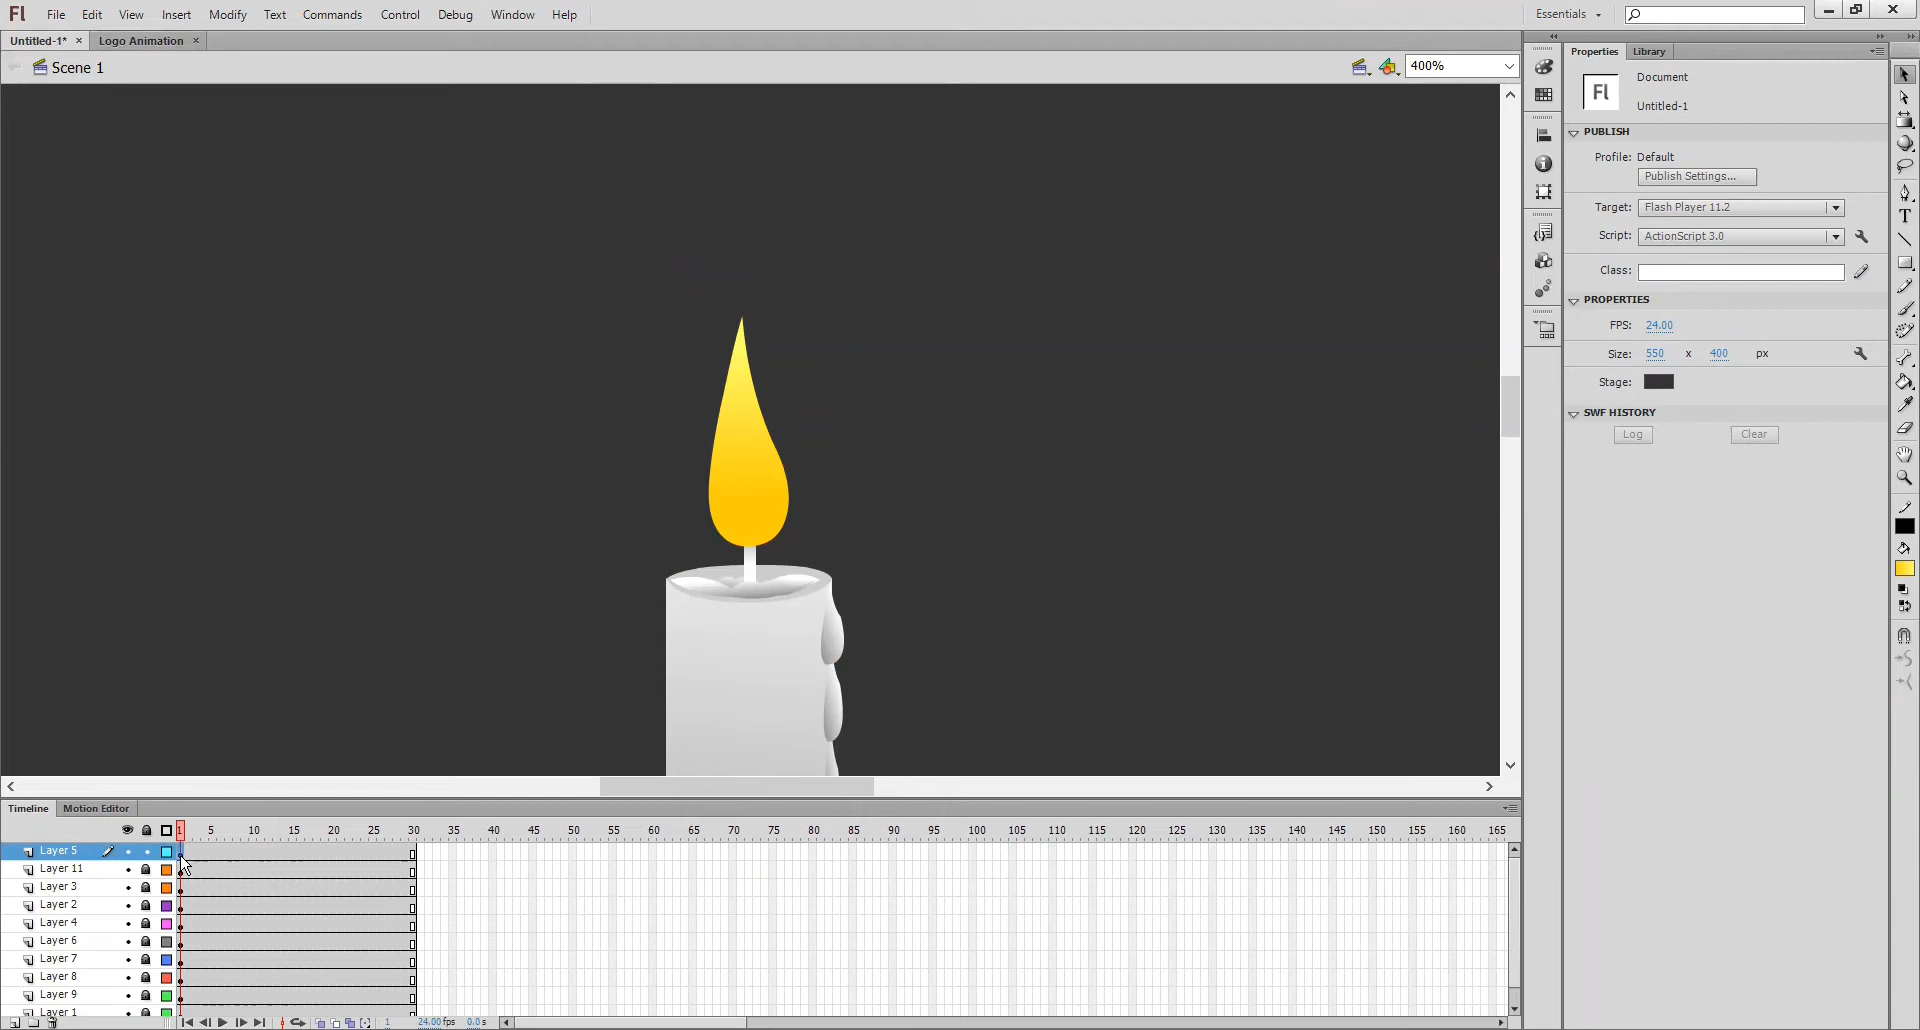 Fl File Edit View Insert Modify Text Commands Control Debug Window Help Essentials
Untitled-1* × Logo Animation ×
Scene 1 400%
Properties Library
Fl Document
Untitled-1
PUBLISH
Profile: Default
Publish Settings...
Target: Flash Player 11.2
Script: ActionScript 3.0
Class:
PROPERTIES
FPS: 24.00
Size: 550 x 400 px
Stage:
SWF HISTORY
Log Clear
T
Timeline Motion Editor
1 5 10 15 20 25 30 35 40 45 50 55 60 65 70 75 80 85 90 95 100 105 110 115 120 125 130 135 140 145 150 155 160 165
Layer 5
Layer 11
Layer 3
Layer 2
Layer 4
Layer 6
Layer 7
Layer 8
Layer 9
Layer 1
1 24.00 fps 0.0 s